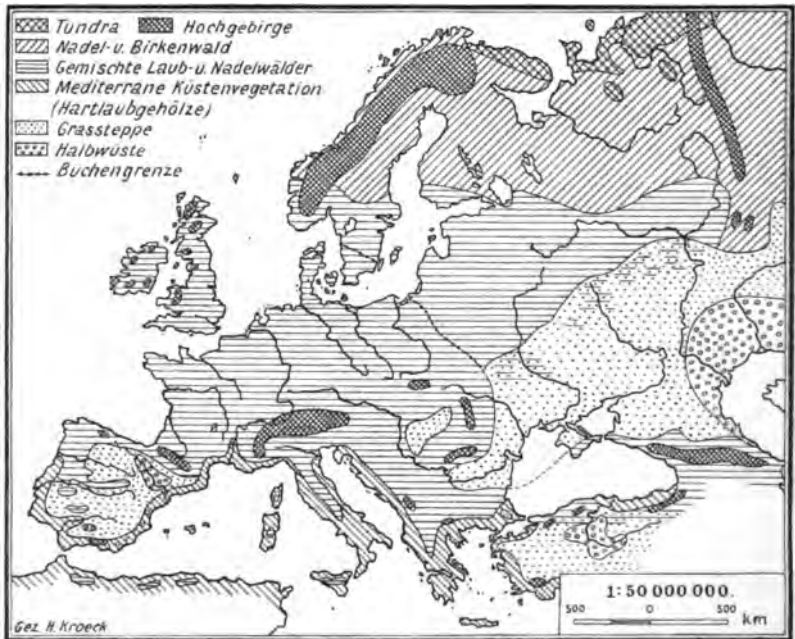 Tundra
Hochgebirge
Nadel-u. Birkenwald
Gemischte Laub-u. Nadelwälder
Mediterrane Küstenvegetation
(Hartlaubgehölze)
Grassteppe
Halbwüste
Buchengrenze
1:50 000 000.
500 0 500 km
Gez. H. Kroeck